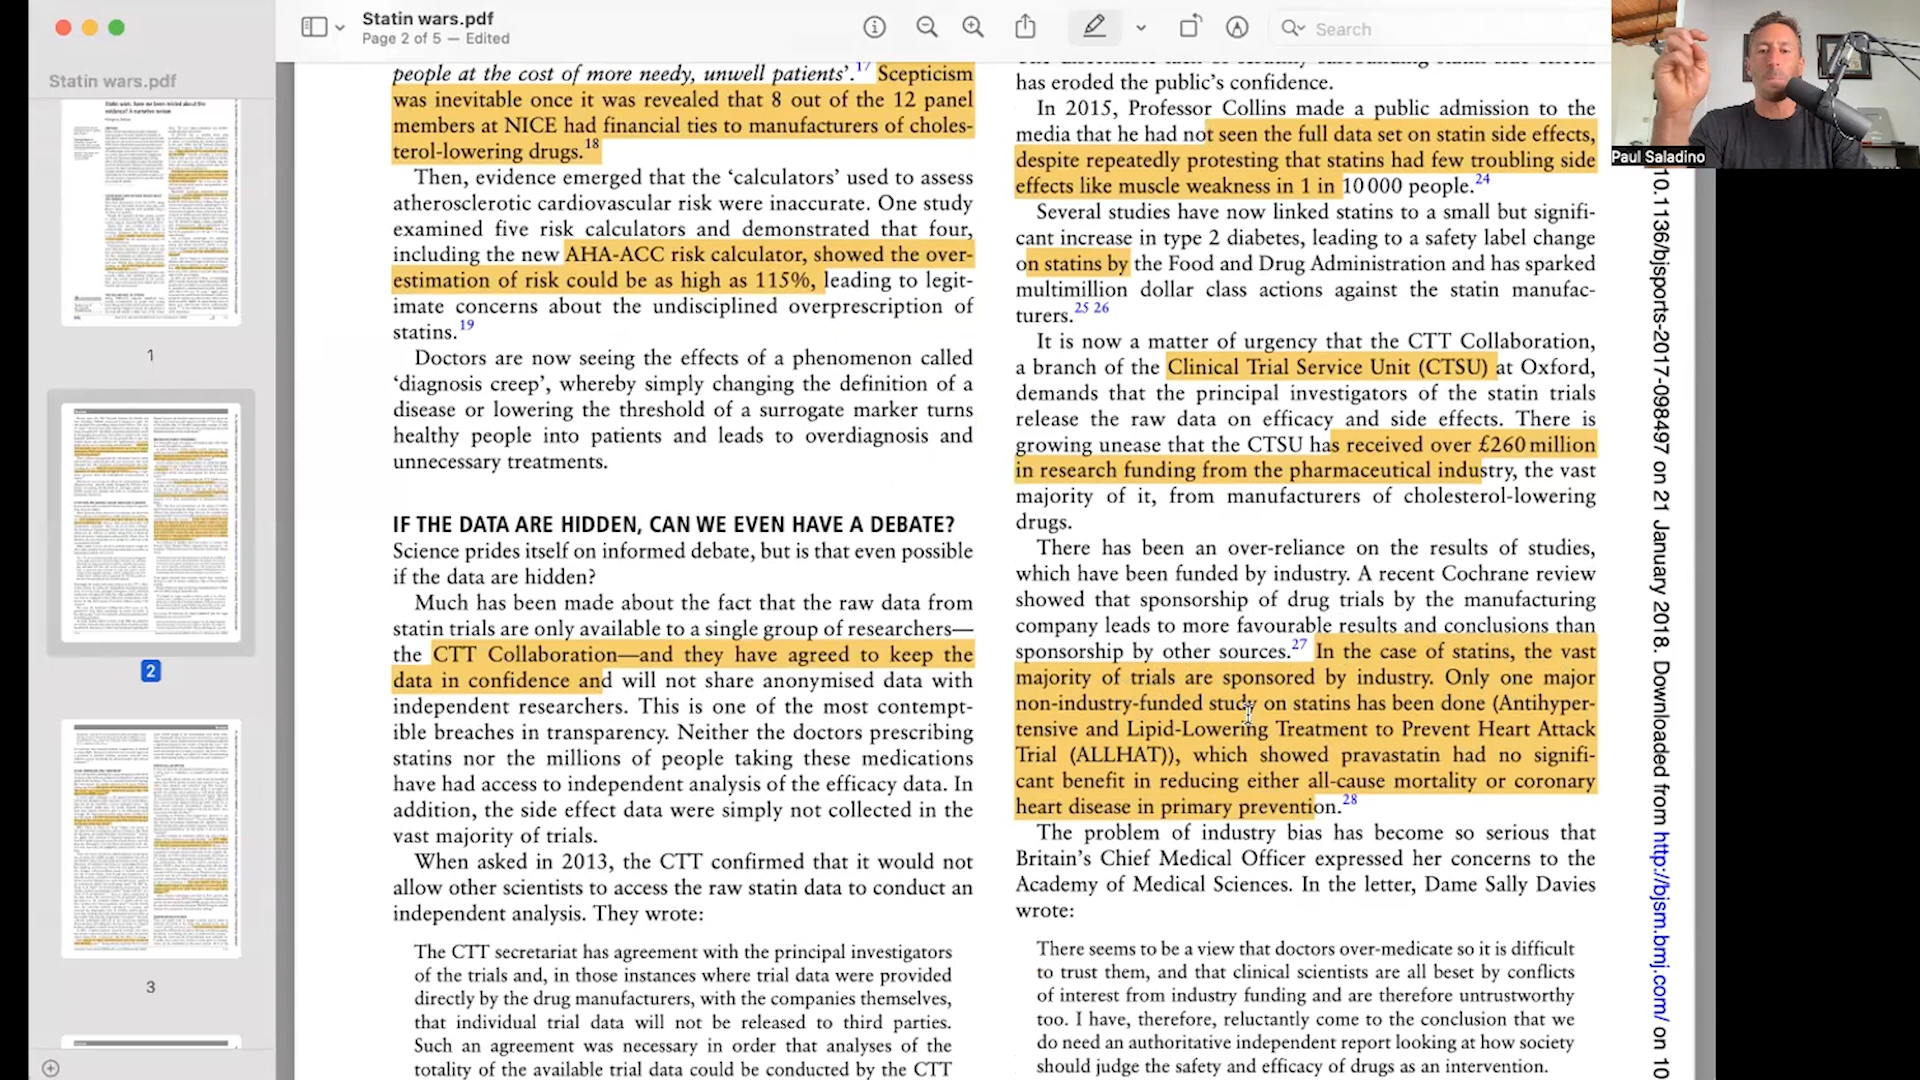 Statin wars.pdf
Page 2 of 5 — Edited
Search
Statin wars.pdf
1
2
3
Paul Saladino
people at the cost of more needy, unwell patients’.17 Scepticism
was inevitable once it was revealed that 8 out of the 12 panel
members at NICE had financial ties to manufacturers of choles-
terol-lowering drugs.18
Then, evidence emerged that the ‘calculators’ used to assess
atherosclerotic cardiovascular risk were inaccurate. One study
examined five risk calculators and demonstrated that four,
including the new AHA-ACC risk calculator, showed the over-
estimation of risk could be as high as 115%, leading to legit-
imate concerns about the undisciplined overprescription of
statins.19
Doctors are now seeing the effects of a phenomenon called
‘diagnosis creep’, whereby simply changing the definition of a
disease or lowering the threshold of a surrogate marker turns
healthy people into patients and leads to overdiagnosis and
unnecessary treatments.
IF THE DATA ARE HIDDEN, CAN WE EVEN HAVE A DEBATE?
Science prides itself on informed debate, but is that even possible
if the data are hidden?
Much has been made about the fact that the raw data from
statin trials are only available to a single group of researchers—
the CTT Collaboration—and they have agreed to keep the
data in confidence and will not share anonymised data with
independent researchers. This is one of the most contempt-
ible breaches in transparency. Neither the doctors prescribing
statins nor the millions of people taking these medications
have had access to independent analysis of the efficacy data. In
addition, the side effect data were simply not collected in the
vast majority of trials.
When asked in 2013, the CTT confirmed that it would not
allow other scientists to access the raw statin data to conduct an
independent analysis. They wrote:
The CTT secretariat has agreement with the principal investigators
of the trials and, in those instances where trial data were provided
directly by the drug manufacturers, with the companies themselves,
that individual trial data will not be released to third parties.
Such an agreement was necessary in order that analyses of the
totality of the available trial data could be conducted by the CTT
has eroded the public’s confidence.
In 2015, Professor Collins made a public admission to the
media that he had not seen the full data set on statin side effects,
despite repeatedly protesting that statins had few troubling side
effects like muscle weakness in 1 in 10 000 people.24
Several studies have now linked statins to a small but signifi-
cant increase in type 2 diabetes, leading to a safety label change
on statins by the Food and Drug Administration and has sparked
multimillion dollar class actions against the statin manufac-
turers.25 26
It is now a matter of urgency that the CTT Collaboration,
a branch of the Clinical Trial Service Unit (CTSU) at Oxford,
demands that the principal investigators of the statin trials
release the raw data on efficacy and side effects. There is
growing unease that the CTSU has received over £260 million
in research funding from the pharmaceutical industry, the vast
majority of it, from manufacturers of cholesterol-lowering
drugs.
There has been an over-reliance on the results of studies,
which have been funded by industry. A recent Cochrane review
showed that sponsorship of drug trials by the manufacturing
company leads to more favourable results and conclusions than
sponsorship by other sources.27 In the case of statins, the vast
majority of trials are sponsored by industry. Only one major
non-industry-funded study on statins has been done (Antihyper-
tensive and Lipid-Lowering Treatment to Prevent Heart Attack
Trial (ALLHAT)), which showed pravastatin had no signifi-
cant benefit in reducing either all-cause mortality or coronary
heart disease in primary prevention.28
The problem of industry bias has become so serious that
Britain’s Chief Medical Officer expressed her concerns to the
Academy of Medical Sciences. In the letter, Dame Sally Davies
wrote:
There seems to be a view that doctors over-medicate so it is difficult
to trust them, and that clinical scientists are all beset by conflicts
of interest from industry funding and are therefore untrustworthy
too. I have, therefore, reluctantly come to the conclusion that we
do need an authoritative independent report looking at how society
should judge the safety and efficacy of drugs as an intervention.
10.1136/bjsports-2017-098497 on 21 January 2018. Downloaded from http://bjsm.bmj.com/ on 10